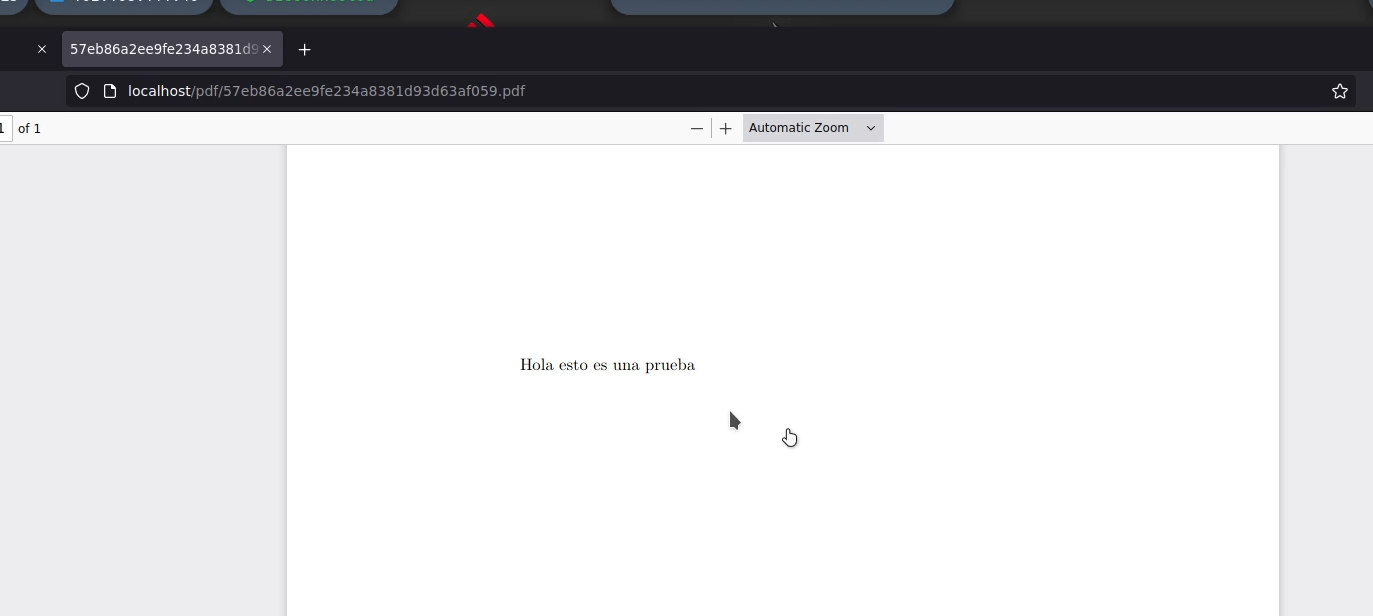 57eb86a2ee9fe234a8381d9
localhost/pdf/57eb86a2ee9fe234a8381d93d63af059.pdf
1 of 1
Automatic Zoom
Hola esto es una prueba